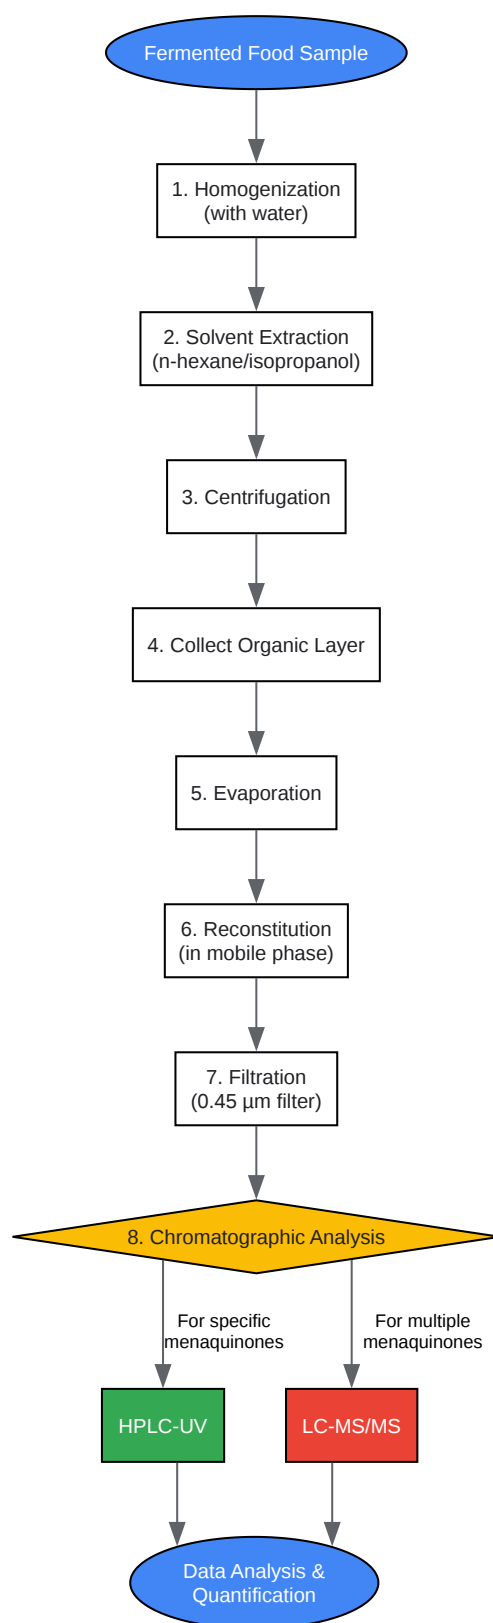 Fermented Food Sample
1. Homogenization
(with water)
2. Solvent Extraction
(n-hexane/isopropanol)
3. Centrifugation
4. Collect Organic Layer
5. Evaporation
6. Reconstitution
(in mobile phase)
7. Filtration
(0.45 µm filter)
8. Chromatographic Analysis
For specific
menaquinones
For multiple
menaquinones
HPLC-UV
LC-MS/MS
Data Analysis &
Quantification